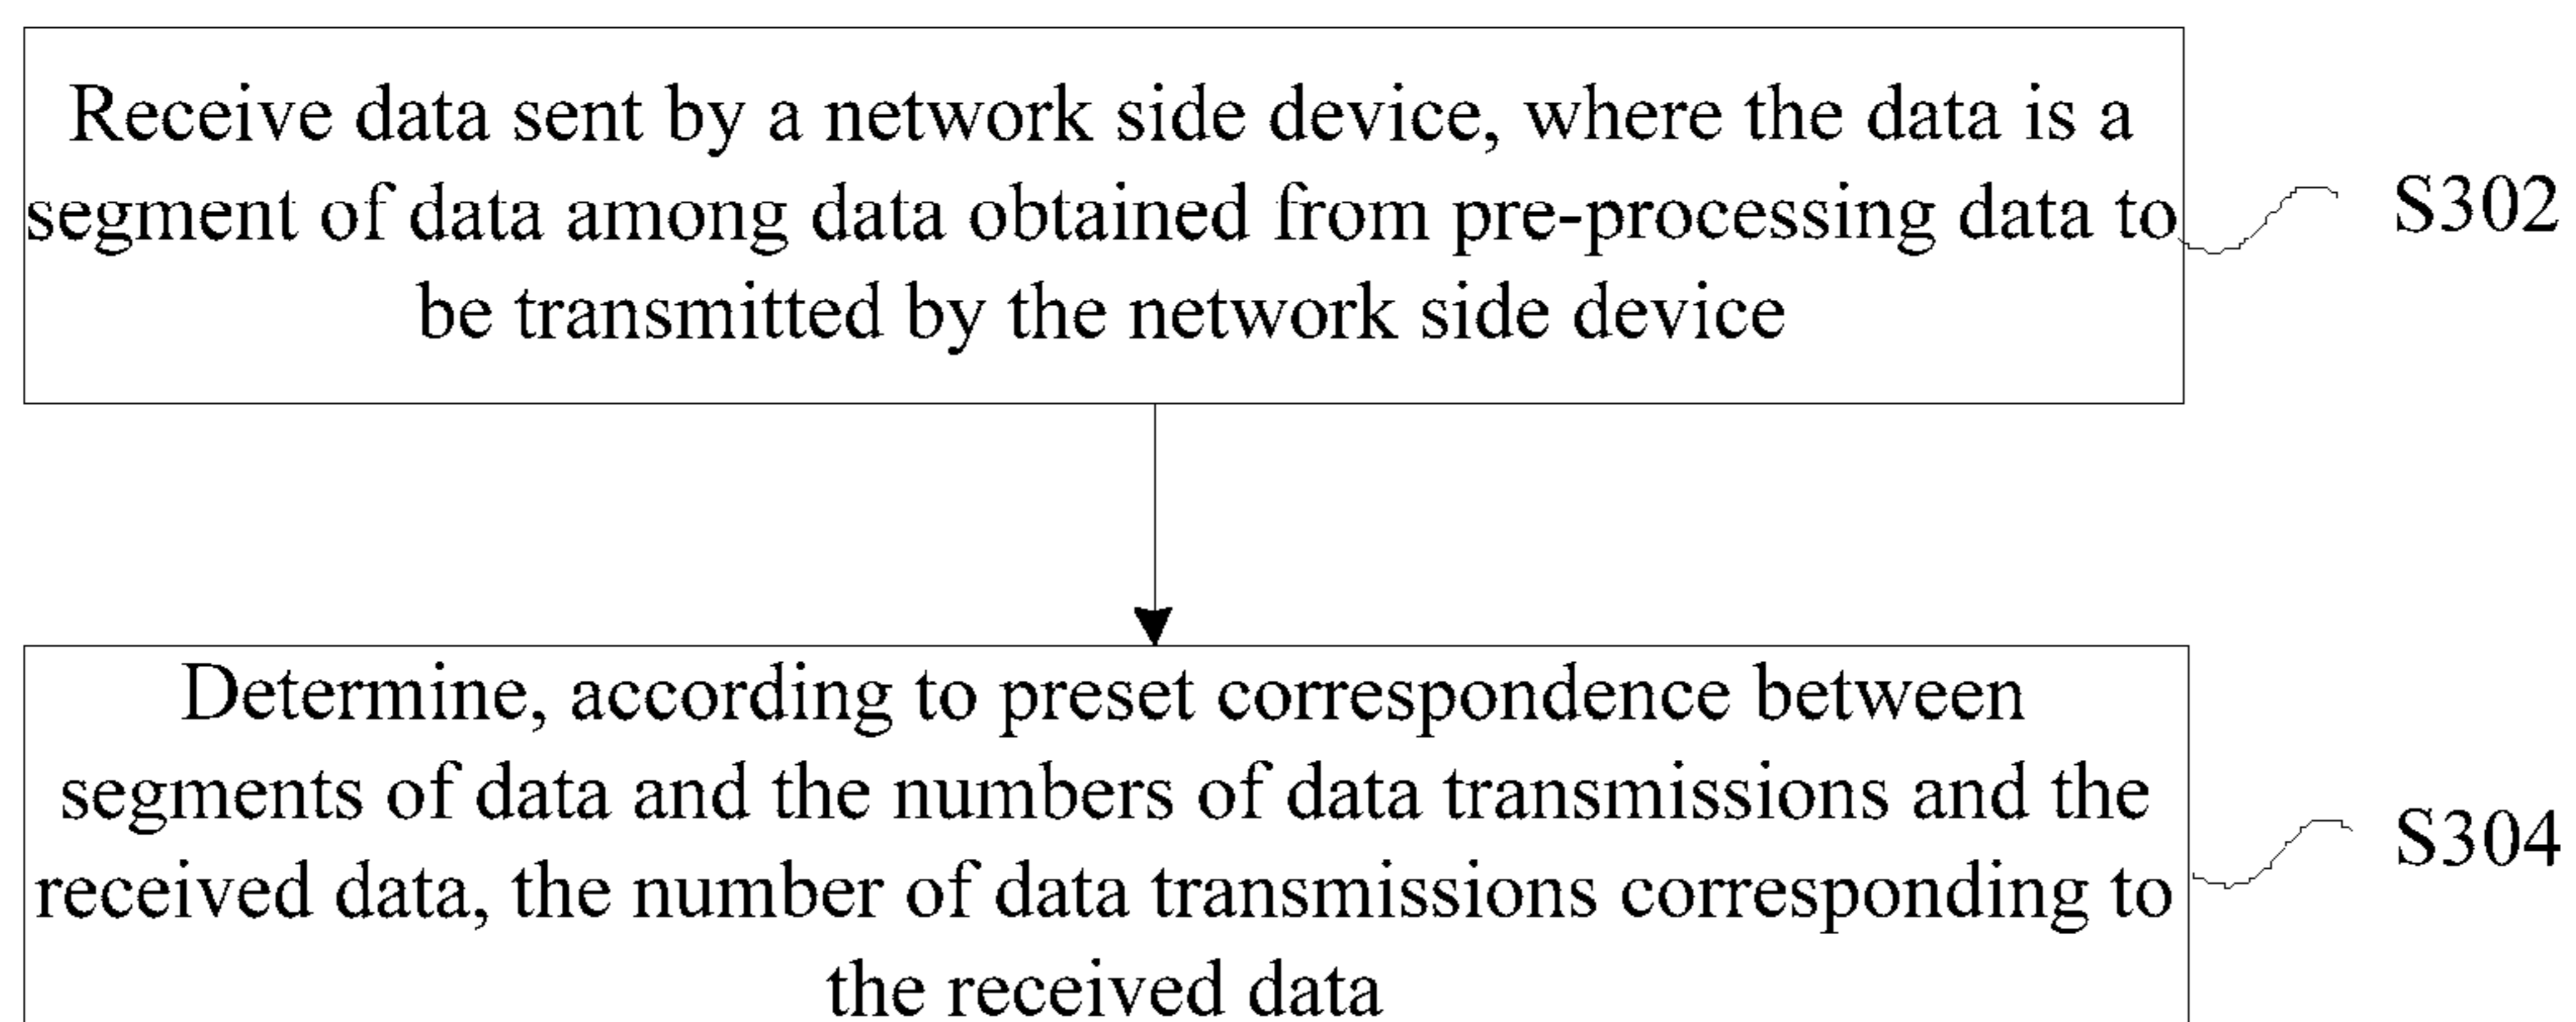 Receive data sent by a network side device, where the data is a
segment of data among data obtained from pre-processing data to
be transmitted by the network side device
S302
Determine, according to preset correspondence between
segments of data and the numbers of data transmissions and the
received data, the number of data transmissions corresponding to
the received data
S304